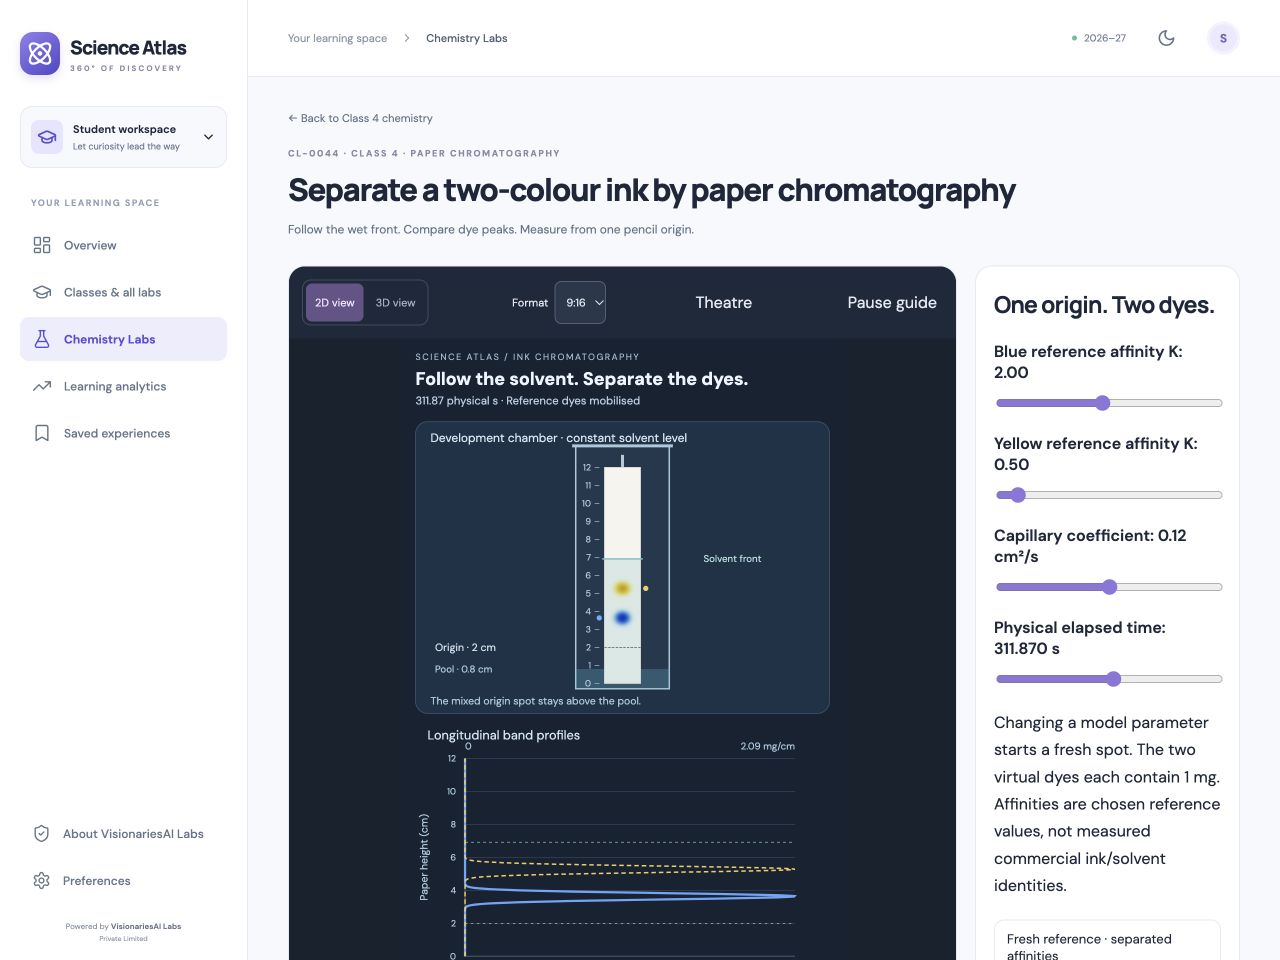 Science Atlas
360° OF DISCOVERY
Student workspace
Let curiosity lead the way
YOUR LEARNING SPACE
Overview
Classes & all labs
Chemistry Labs
Learning analytics
Saved experiences
About VisionariesAI Labs
Preferences
Powered by VisionariesAI Labs
Private Limited
Your learning space > Chemistry Labs
2026–27
S
← Back to Class 4 chemistry
CL-0044 · CLASS 4 · PAPER CHROMATOGRAPHY
Separate a two-colour ink by paper chromatography
Follow the wet front. Compare dye peaks. Measure from one pencil origin.
2D view
3D view
Format
9:16
Theatre
Pause guide
SCIENCE ATLAS / INK CHROMATOGRAPHY
Follow the solvent. Separate the dyes.
311.87 physical s · Reference dyes mobilised
Development chamber · constant solvent level
12
11
10
9
8
7
6
5
4
3
2
1
0
Solvent front
Origin · 2 cm
Pool · 0.8 cm
The mixed origin spot stays above the pool.
Longitudinal band profiles
0
2.09 mg/cm
12
10
8
6
4
2
0
Paper height (cm)
One origin. Two dyes.
Blue reference affinity K:
2.00
Yellow reference affinity K:
0.50
Capillary coefficient: 0.12
cm²/s
Physical elapsed time:
311.870 s
Changing a model parameter
starts a fresh spot. The two
virtual dyes each contain 1 mg.
Affinities are chosen reference
values, not measured
commercial ink/solvent
identities.
Fresh reference · separated
affinities